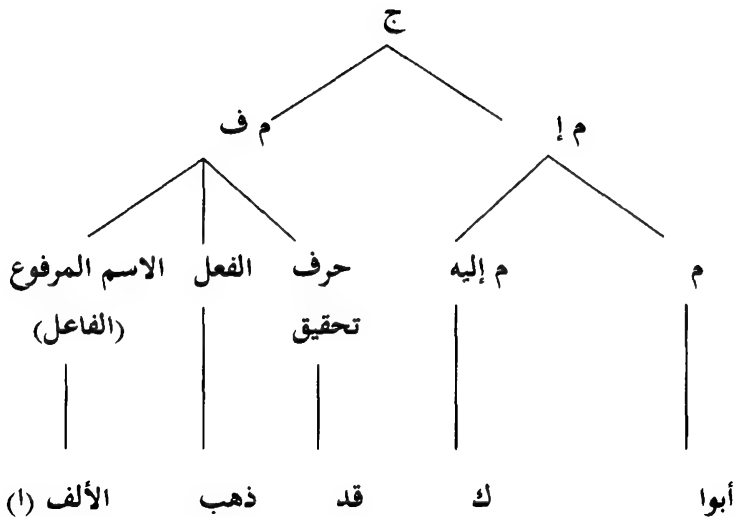 ج
م إ م ف
م م إليه حرف الفعل الاسم المرفوع
تحقيق (الفاعل)
أبوا ك قد ذهب الألف (ا)